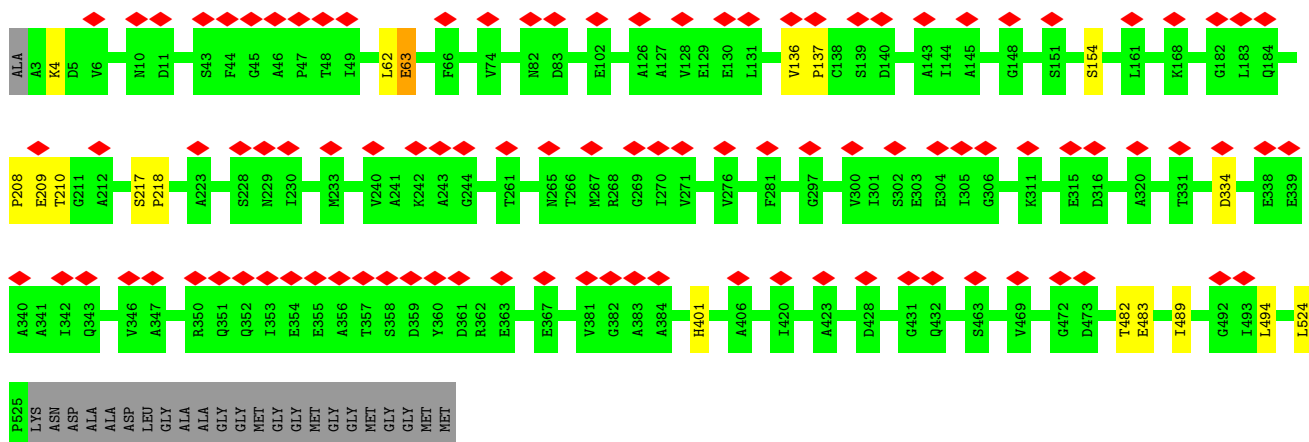 ALA A3 K4 D5 V6 N10 D11 S43 F44 G45 A46 P47 T48 I49 L62 E63 F66 V74 N82 D83 E102 A126 A127 V128 E129 E130 L131 V136 P137 C138 S139 D140 A143 I144 A145 G148 S151 S154 L161 K168 G182 L183 Q184
P208 E209 T210 G211 A212 S217 P218 A223 S228 N229 I230 M233 V240 A241 K242 A243 G244 T261 N265 T266 M267 R268 G269 I270 V271 V276 F281 G297 V300 I301 S302 E303 E304 I305 G306 K311 E315 D316 A320 T331 D334 E338 E339
A340 A341 I342 Q343 V346 A347 R350 Q351 Q352 I353 E354 E355 A356 T357 S358 D359 Y360 D361 R362 E363 E367 V381 G382 A383 A384 H401 A406 I420 A423 D428 G431 Q432 S463 V469 G472 D473 T482 E483 I489 G492 I493 L494 L524
P525 LYS ASN ASP ALA ALA ASP LEU GLY ALA ALA GLY GLY MET GLY GLY MET GLY GLY MET GLY GLY MET MET